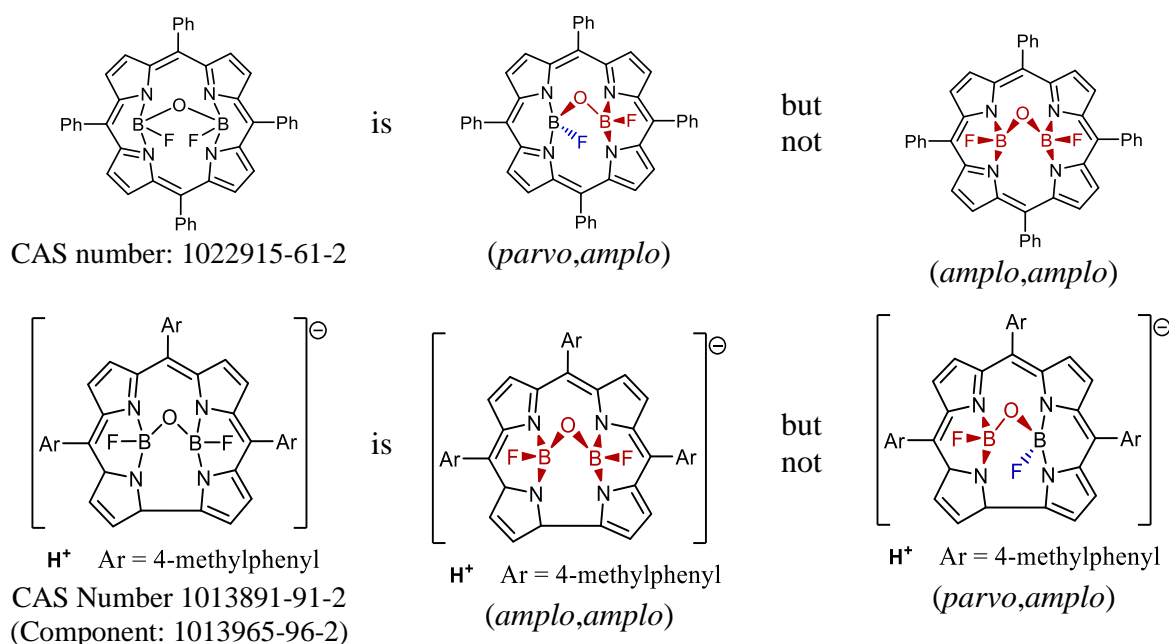 Ph
Ph
Ph
N
N
O
N
N
O
but
not
N
N
O
Ph
B
B
Ph
is
Ph
B
B
F
Ph
Ph
F
B
B
F
Ph
F
F
F
N
N
N
N
N
N
Ph
Ph
Ph
CAS number: 1022915-61-2
(parvo,amplo)
(amplo,amplo)
Ar
⊖
Ar
⊖
Ar
⊖
N
N
O
N
N
O
but
not
N
N
O
Ar
F
B
B
F
Ar
is
Ar
F
B
B
F
Ar
Ar
F
B
B
Ar
F
N
N
N
N
N
N
H+ Ar = 4-methylphenyl
H+ Ar = 4-methylphenyl
H+ Ar = 4-methylphenyl
CAS Number 1013891-91-2
(Component: 1013965-96-2)
(amplo,amplo)
(parvo,amplo)